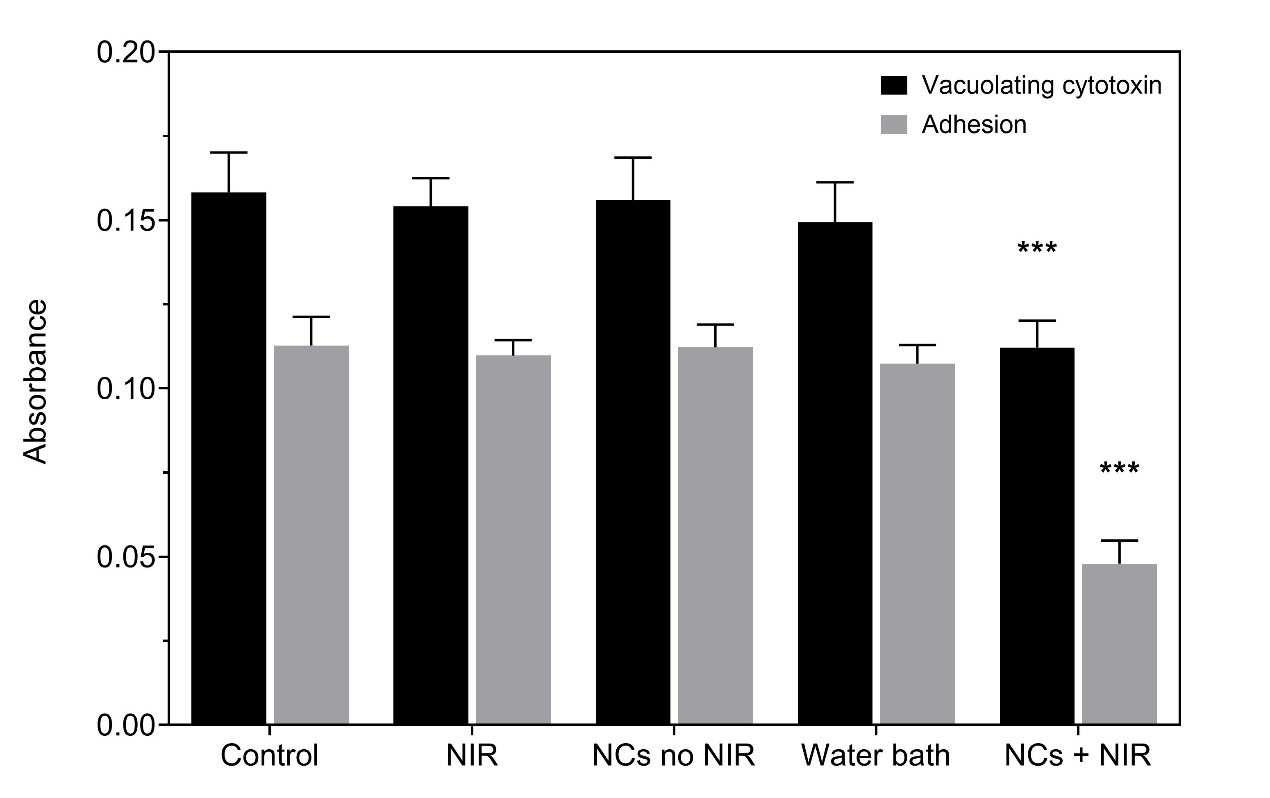 0.20
Vacuolating cytotoxin
Adhesion
0.15
***
0.10
Absorbance
***
0.05
0.00
Control NIR NCs no NIR Water bath NCs + NIR